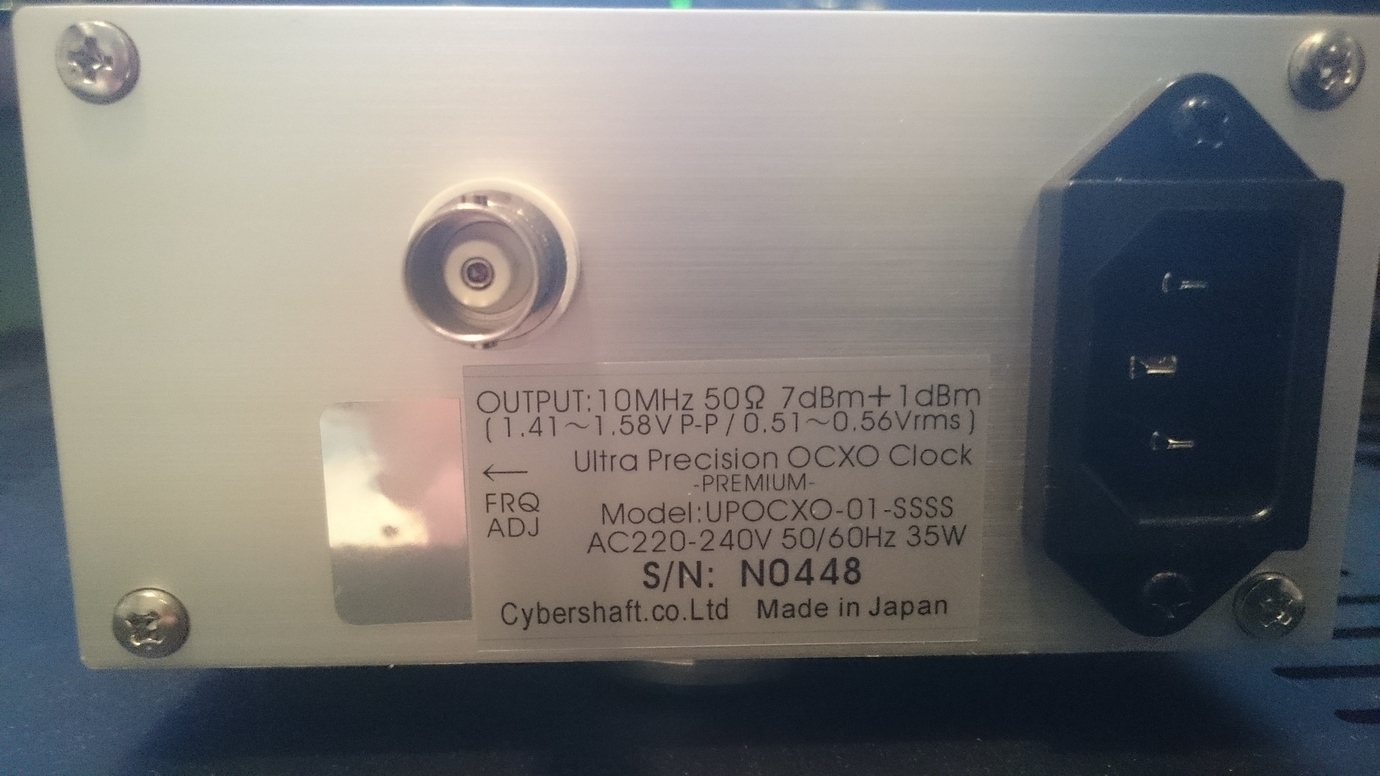 OUTPUT: 10MHz 50Ω 7dBm+1dBm
(1.41～1.58V P-P / 0.51～0.56Vrms)
Ultra Precision OCXO Clock
-PREMIUM-
←
FRQ
ADJ
Model:UPOCXO-01-SSSS
AC220-240V 50/60Hz 35W
S/N: N0448
Cybershaft.co.Ltd Made in Japan